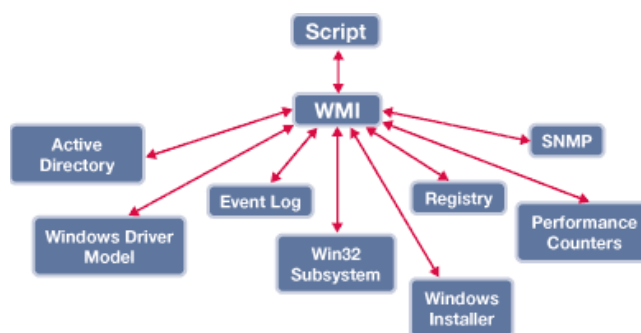 Script
WMI
Active
Directory
SNMP
Event Log
Registry
Windows Driver
Model
Performance
Counters
Win32
Subsystem
Windows
Installer